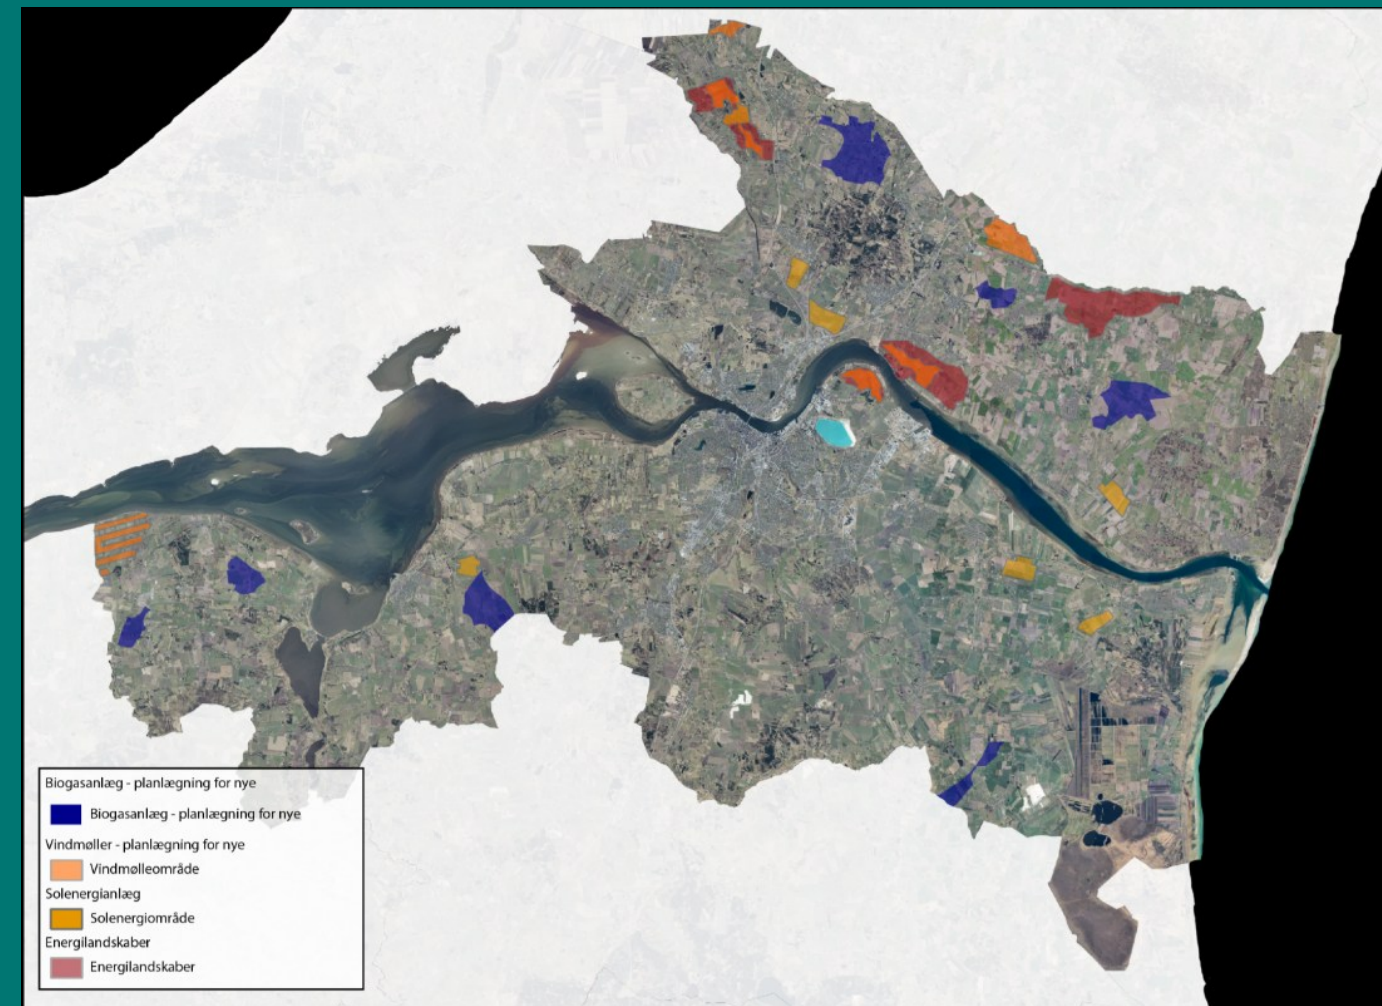 Biogasanlæg - planlægning for nye
Biogasanlæg - planlægning for nye
Vindmøller - planlægning for nye
Vindmølleområde
Solenergianlæg
Solenergiområde
Energilandskaber
Energilandskaber